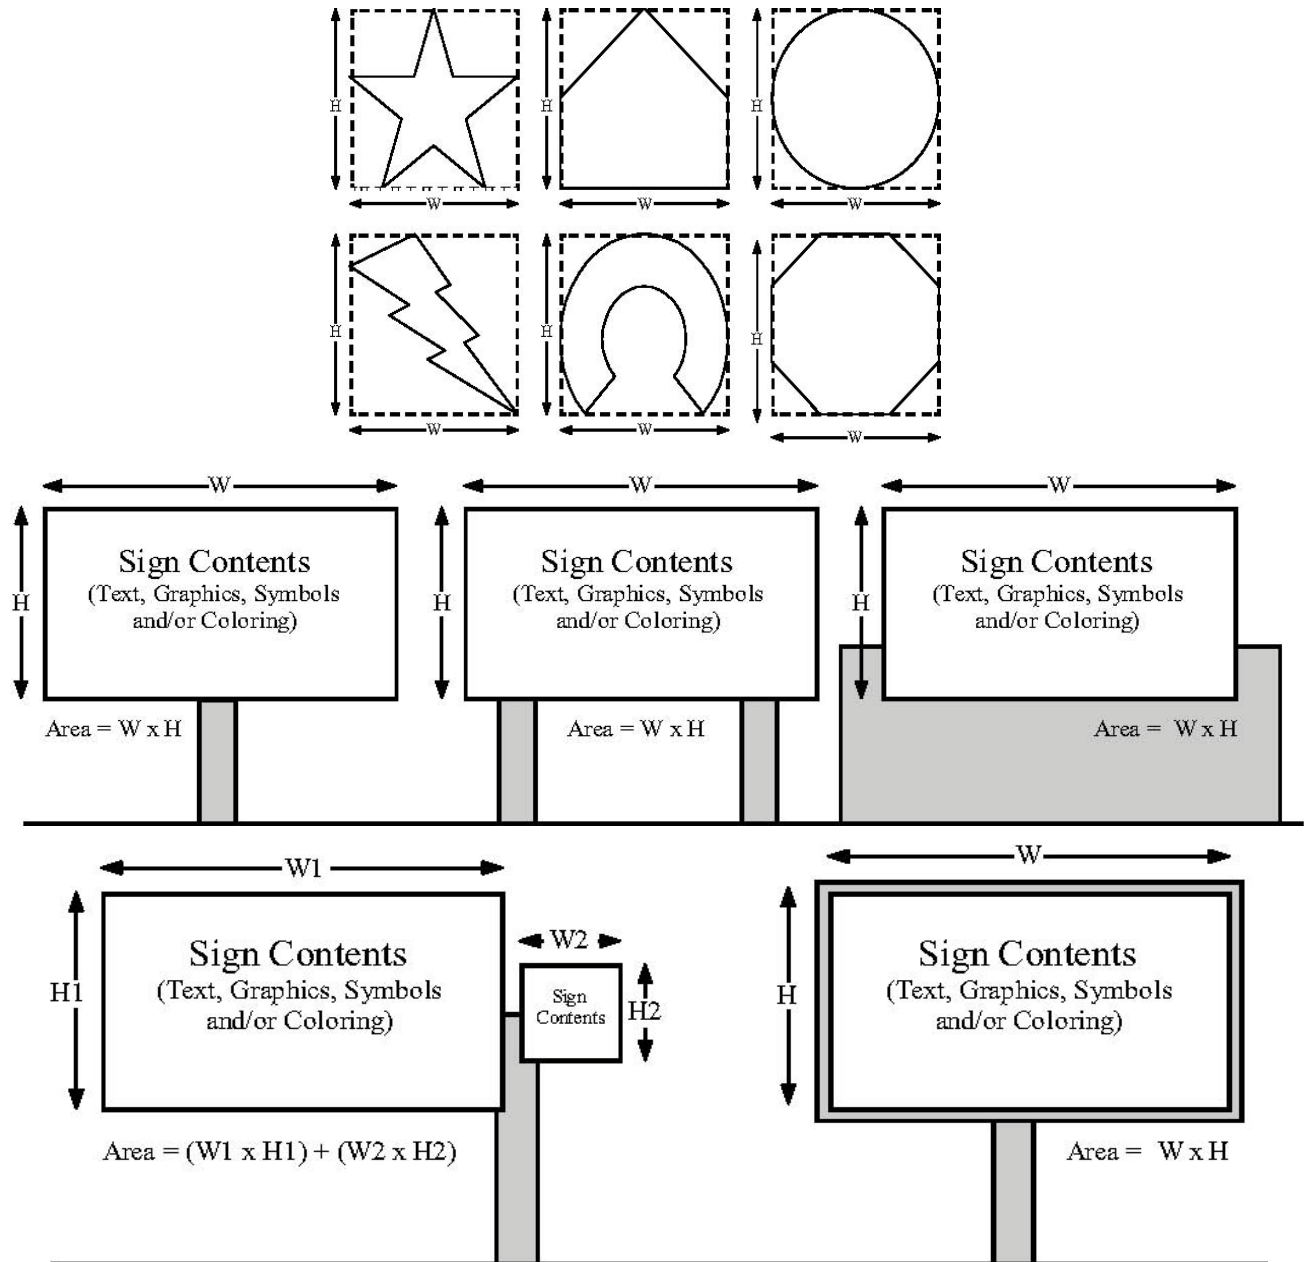 H
H
H
W
W
W
H
H
H
W
W
W
W
W
W
H
Sign Contents
(Text, Graphics, Symbols
and/or Coloring)
Area = W x H
H
Sign Contents
(Text, Graphics, Symbols
and/or Coloring)
Area = W x H
H
Sign Contents
(Text, Graphics, Symbols
and/or Coloring)
Area = W x H
W1
H1
Sign Contents
(Text, Graphics, Symbols
and/or Coloring)
W2
Sign
Contents
H2
Area = (W1 x H1) + (W2 x H2)
W
H
Sign Contents
(Text, Graphics, Symbols
and/or Coloring)
Area = W x H